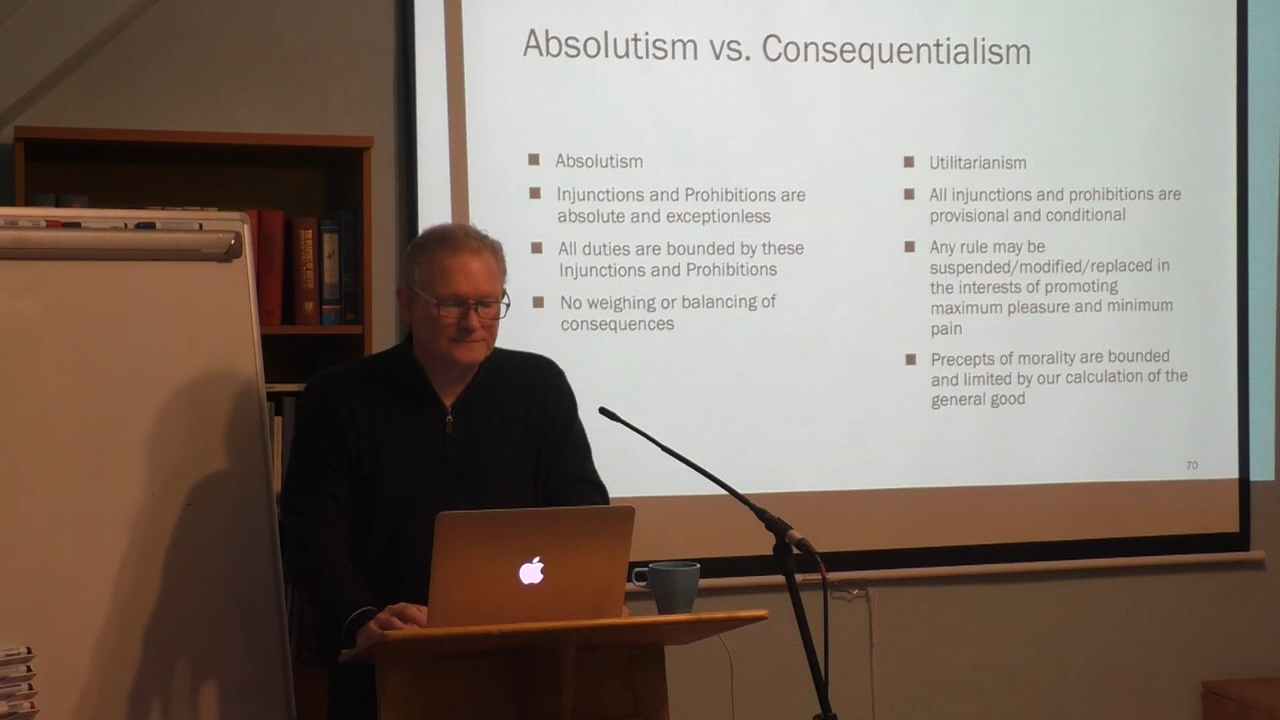 Absolutism vs. Consequentialism
Absolutism
Injunctions and Prohibitions are
absolute and exceptionless
All duties are bounded by these
Injunctions and Prohibitions
No weighing or balancing of
consequences
Utilitarianism
All injunctions and prohibitions are
provisional and conditional
Any rule may be
suspended/modified/replaced in
the interests of promoting
maximum pleasure and minimum
pain
Precepts of morality are bounded
and limited by our calculation of the
general good
70